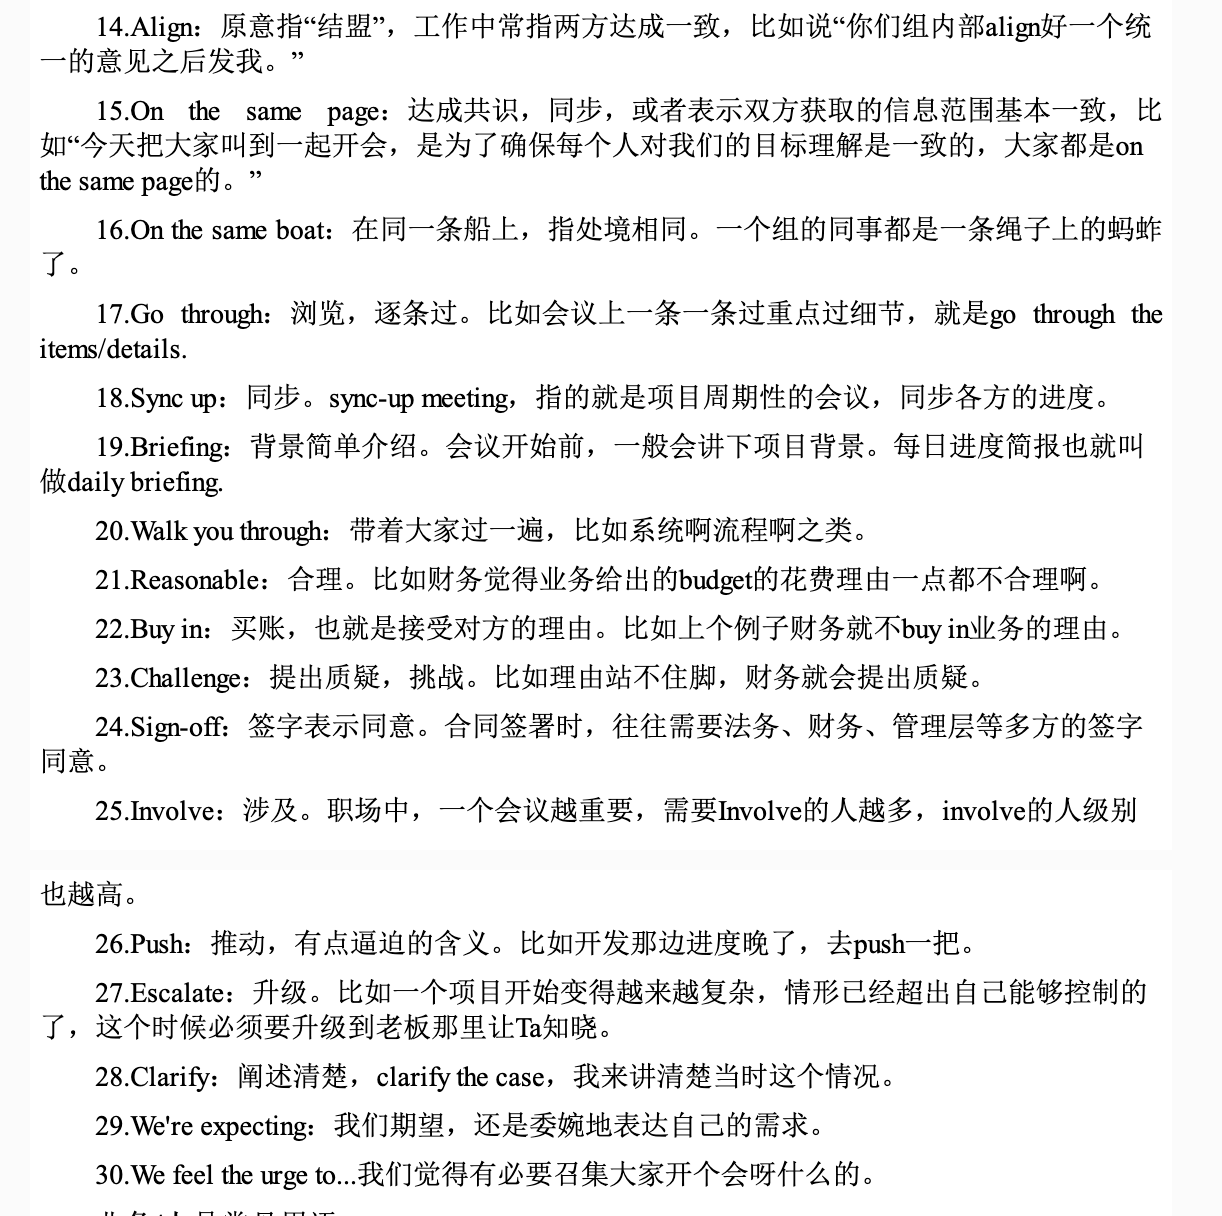 14.Align：原意指“结盟”，工作中常指两方达成一致，比如说“你们组内部align好一个统
一的意见之后发我。”
15.On the same page：达成共识，同步，或者表示双方获取的信息范围基本一致，比
如“今天把大家叫到一起开会，是为了确保每个人对我们的目标理解是一致的，大家都是on
the same page的。”
16.On the same boat：在同一条船上，指处境相同。一个组的同事都是一条绳子上的蚂蚱
了。
17.Go through：浏览，逐条过。比如会议上一条一条过重点过细节，就是go through the
items/details.
18.Sync up：同步。sync-up meeting，指的就是项目周期性的会议，同步各方的进度。
19.Briefing：背景简单介绍。会议开始前，一般会讲下项目背景。每日进度简报也就叫
做daily briefing.
20.Walk you through：带着大家过一遍，比如系统啊流程啊之类。
21.Reasonable：合理。比如财务觉得业务给出的budget的花费理由一点都不合理啊。
22.Buy in：买账，也就是接受对方的理由。比如上个例子财务就不buy in业务的理由。
23.Challenge：提出质疑，挑战。比如理由站不住脚，财务就会提出质疑。
24.Sign-off：签字表示同意。合同签署时，往往需要法务、财务、管理层等多方的签字
同意。
25.Involve：涉及。职场中，一个会议越重要，需要Involve的人越多，involve的人级别
也越高。
26.Push：推动，有点逼迫的含义。比如开发那边进度晚了，去push一把。
27.Escalate：升级。比如一个项目开始变得越来越复杂，情形已经超出自己能够控制的
了，这个时候必须要升级到老板那里让Ta知晓。
28.Clarify：阐述清楚，clarify the case，我来讲清楚当时这个情况。
29.We're expecting：我们期望，还是委婉地表达自己的需求。
30.We feel the urge to...我们觉得有必要召集大家开个会呀什么的。